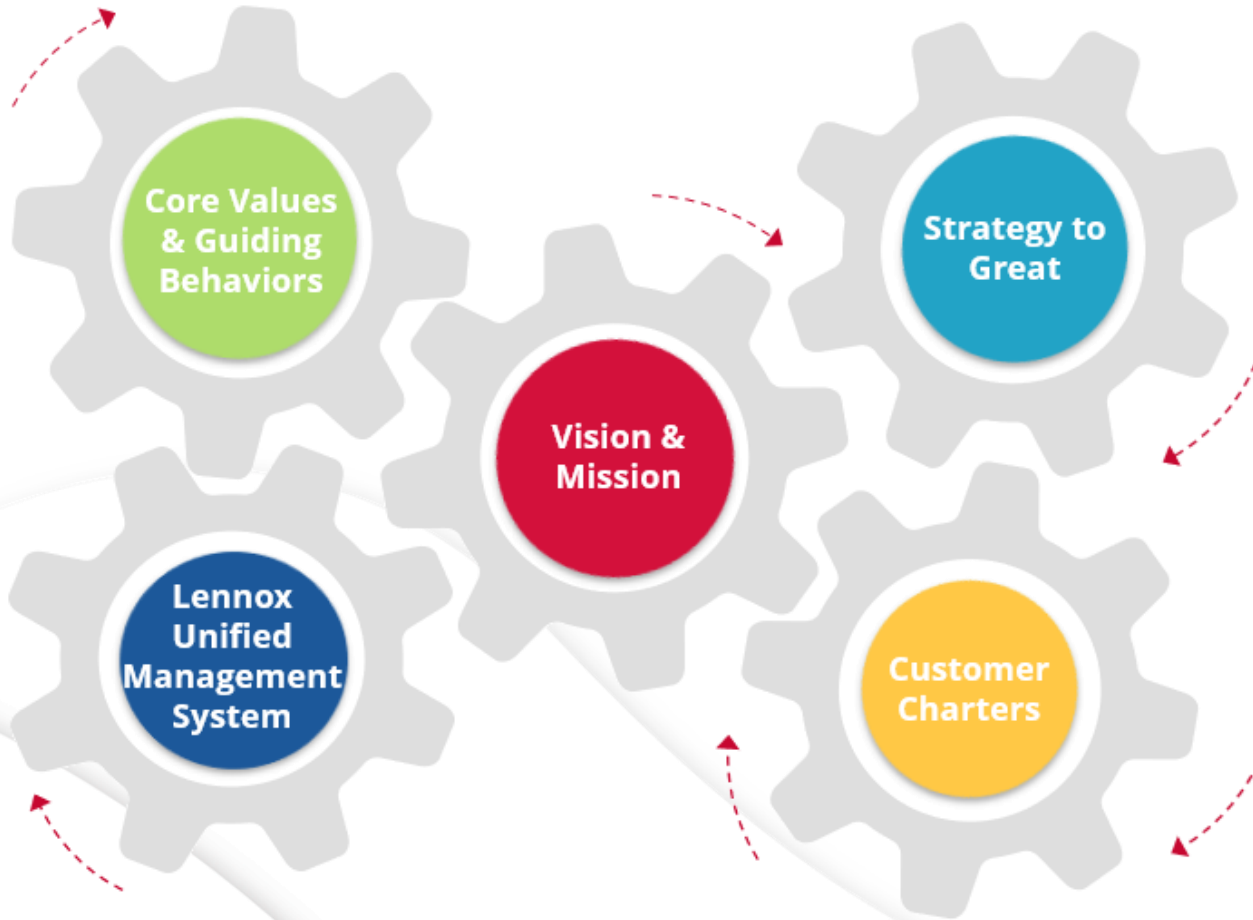 Core Values
& Guiding
Behaviors
Strategy to
Great
Vision &
Mission
Lennox
Unified
Management
System
Customer
Charters